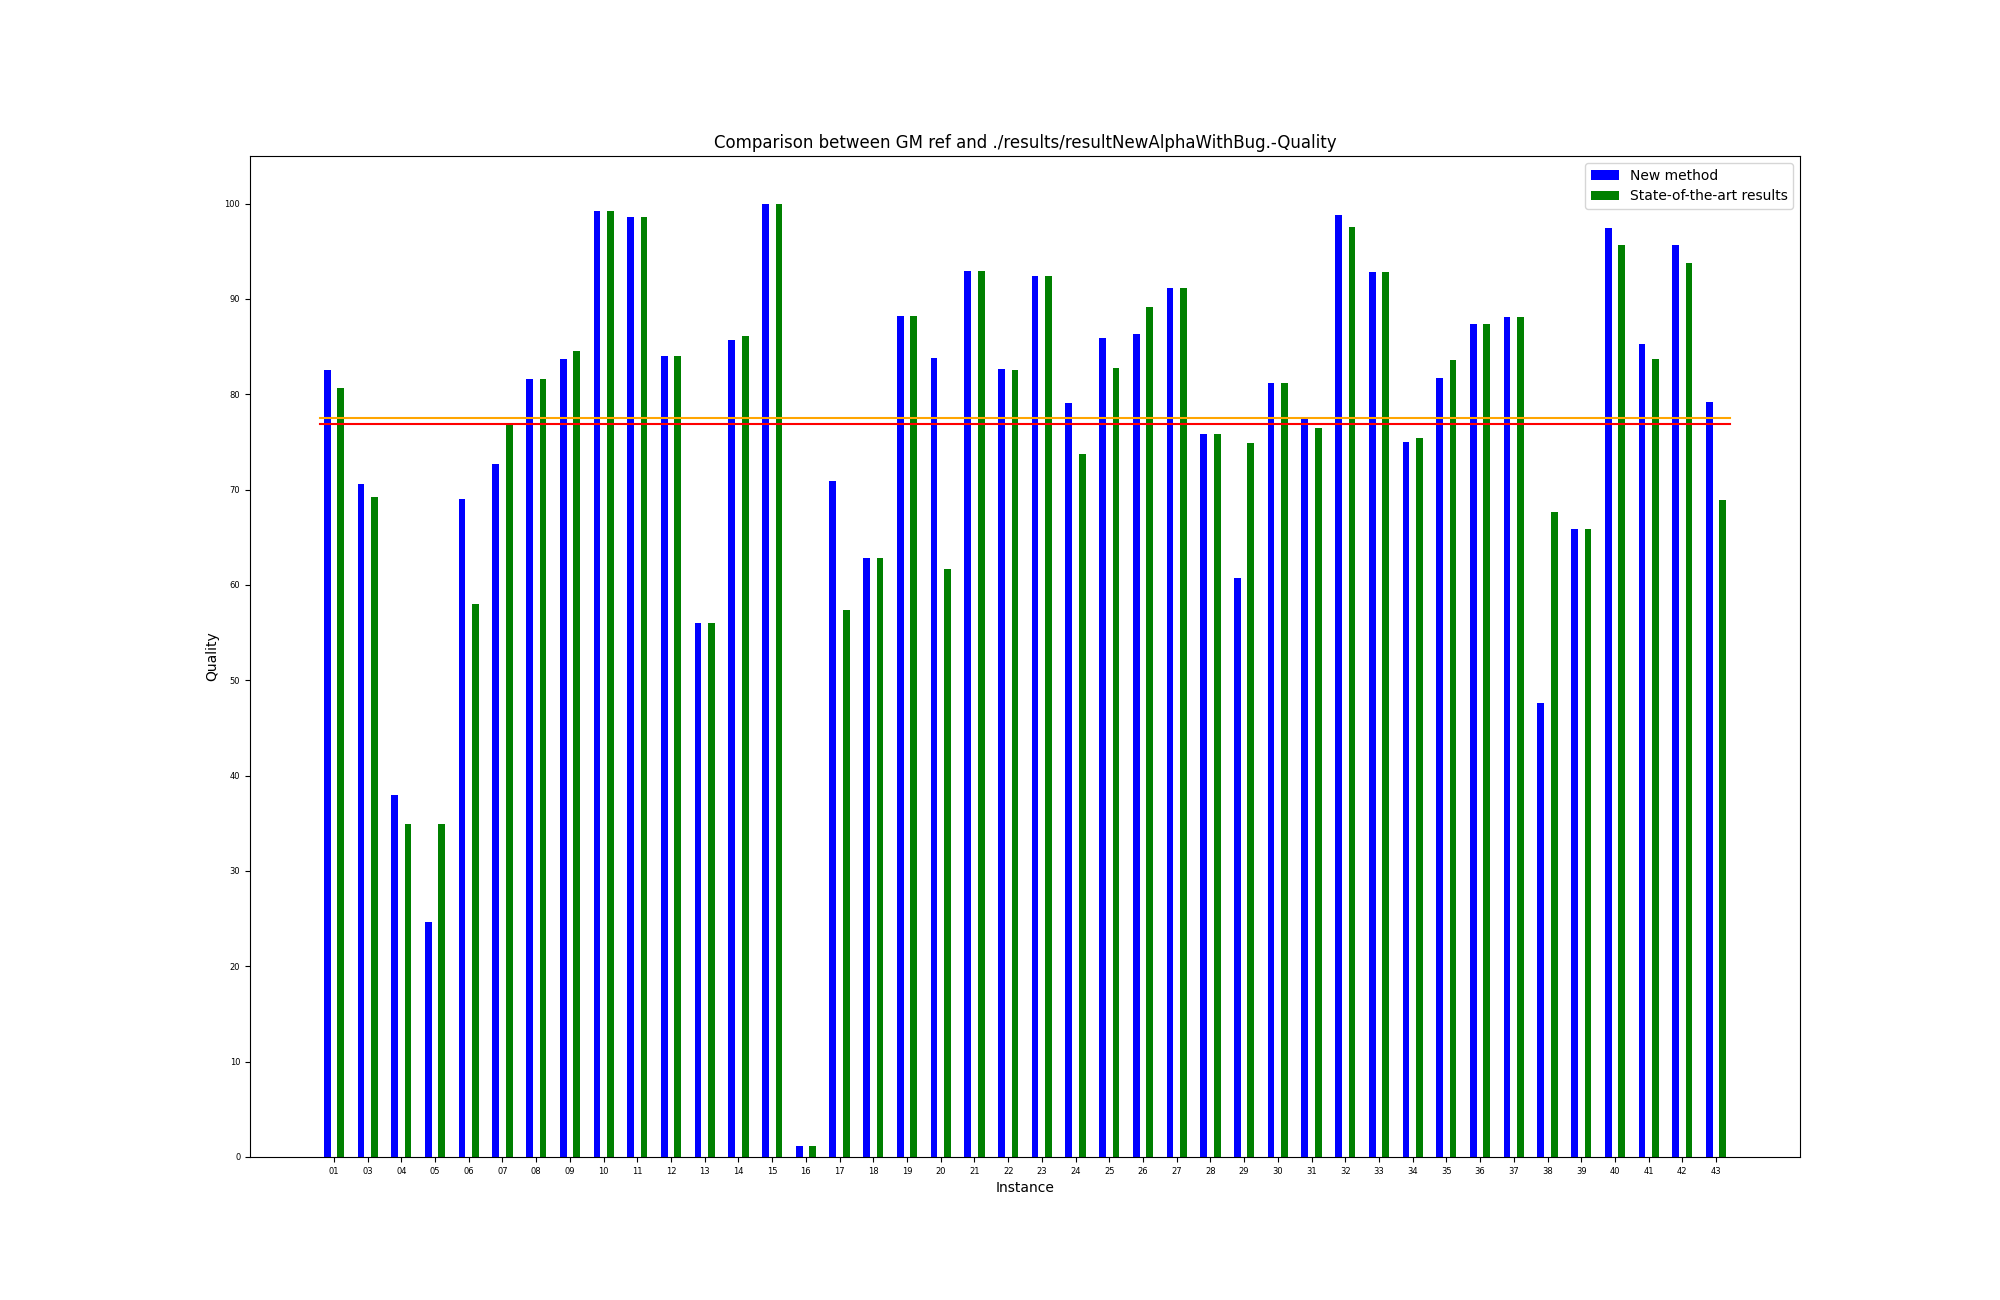 Comparison between GM ref and ./results/resultNewAlphaWithBug.-Quality
New method
State-of-the-art results
100
90
80
70
60
50
40
30
20
10
0
Quality
01 03 04 05 06 07 08 09 10 11 12 13 14 15 16 17 18 19 20 21 22 23 24 25 26 27 28 29 30 31 32 33 34 35 36 37 38 39 40 41 42 43
Instance